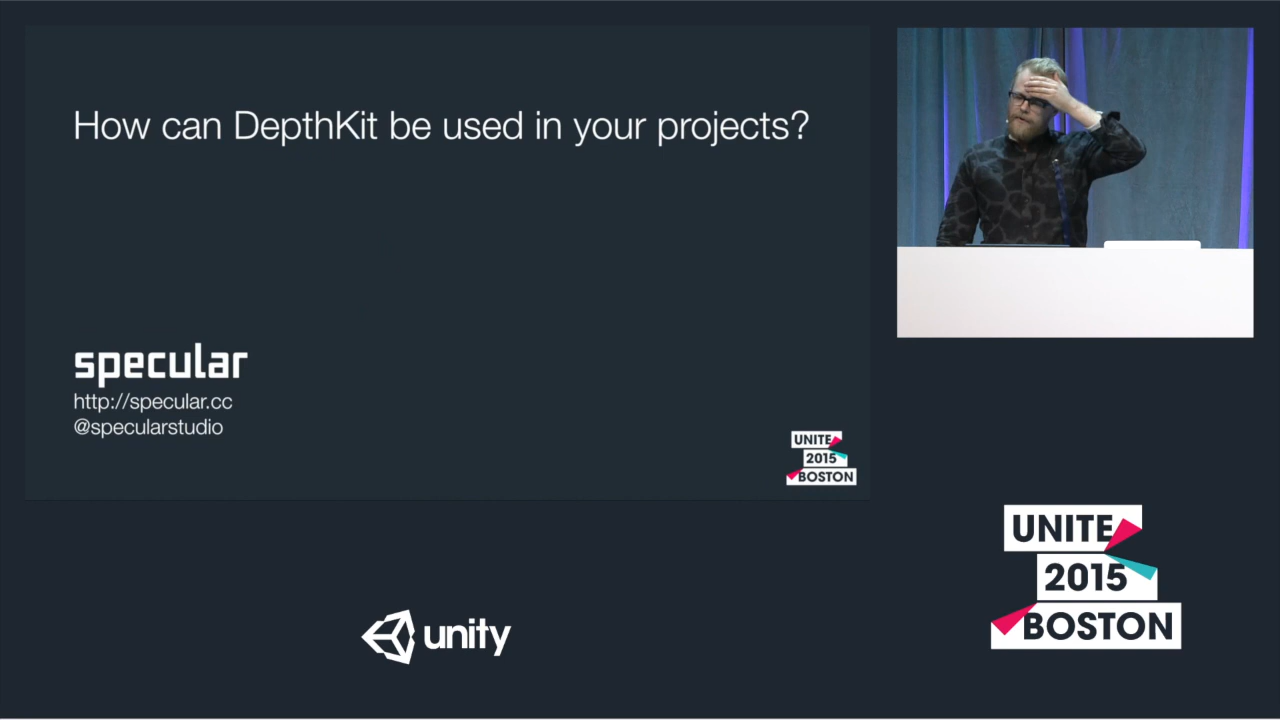 How can DepthKit be used in your projects?
specular
http://specular.cc
@specularstudio
UNITE
2015
BOSTON
UNITE
2015
BOSTON
unity